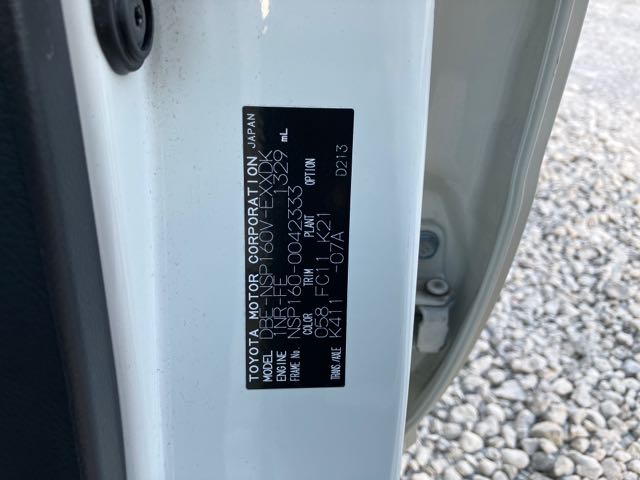 TOYOTA MOTOR CORPORATION JAPAN
MODEL DBE-NSP160V-EXXDK
ENGINE 1NR-FE 1329 mL
FRAME No. NSP160-0042333
COLOR TRIM PLANT OPTION
058 FC11 K21
TRANS./AXLE K411 -07A D213